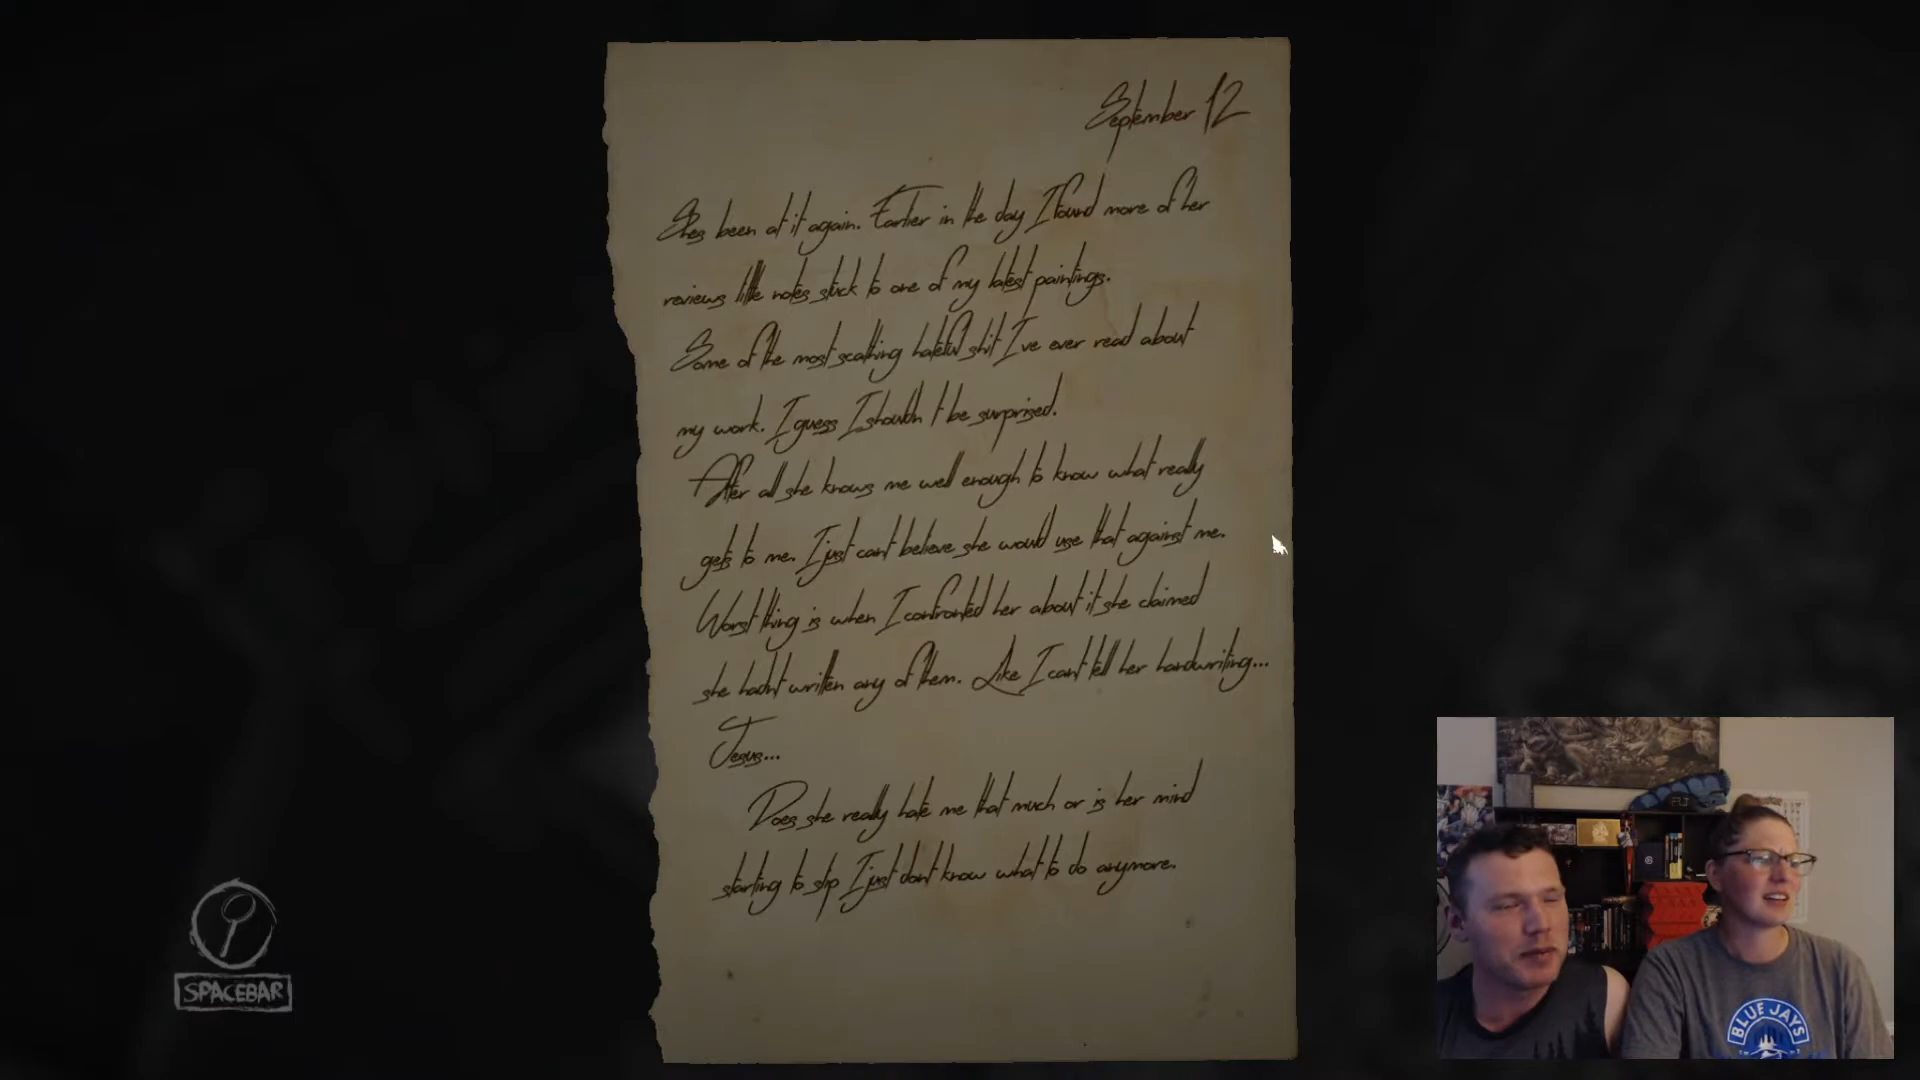 September 12
Shes been at it again. Earlier in the day I found more of her
reviews little notes stuck to one of my latest paintings.
Some of the most scathing hateful shit I've ever read about
my work. I guess I shouldn't be surprised.
After all she knows me well enough to know what really
gets to me. I just can't believe she would use that against me.
Worst thing is when I confronted her about it she claimed
she hadn't written any of them. Like I can't tell her handwriting...
Jesus...
Does she really hate me that much or is her mind
starting to slip I just don't know what to do anymore.
SPACEBAR
BLUE JAYS